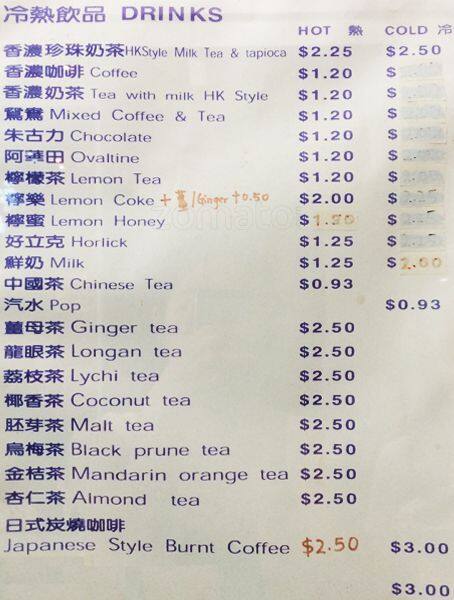 冷熱飲品 DRINKS
HOT 熱 COLD 冷
香濃珍珠奶茶HKStyle Milk Tea & tapioca $2.25 $2.50
香濃咖啡 Coffee $1.20 $
香濃奶茶 Tea with milk HK Style $1.20 $
鴛鴦 Mixed Coffee & Tea $1.20 $
朱古力 Chocolate $1.20 $
阿華田 Ovaltine $1.20 $
檸檬茶 Lemon Tea $1.20 $
檸樂 Lemon Coke + 薑/Ginger +0.50 $2.00 $
檸蜜 Lemon Honey $1.50 $
好立克 Horlick $1.25 $
鮮奶 Milk $1.25 $2.00
中國茶 Chinese Tea $0.93
汽水 Pop $0.93
薑母茶 Ginger tea $2.50
龍眼茶 Longan tea $2.50
荔枝茶 Lychi tea $2.50
椰香茶 Coconut tea $2.50
胚芽茶 Malt tea $2.50
烏梅茶 Black prune tea $2.50
金桔茶 Mandarin orange tea $2.50
杏仁茶 Almond tea $2.50
日式炭燒咖啡
Japanese Style Burnt Coffee $2.50 $3.00
$3.00